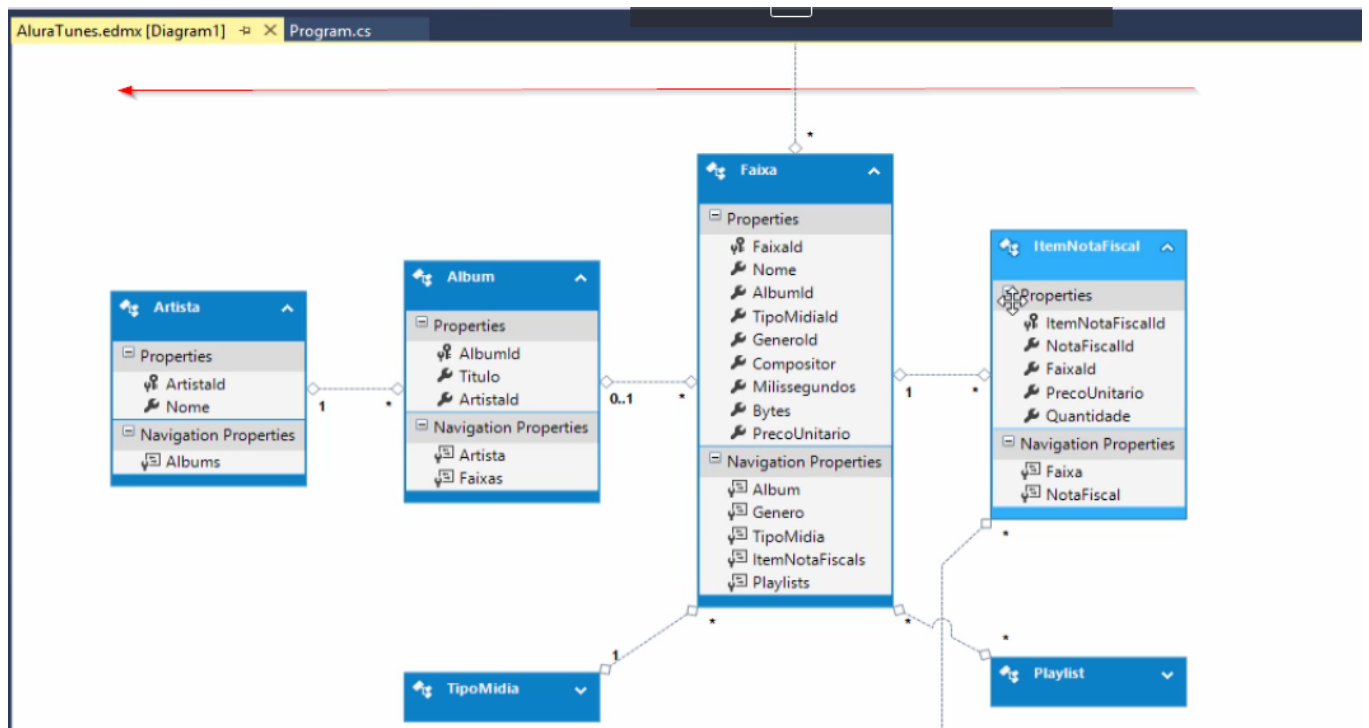 AluraTunes.edmx [Diagram1]
Program.cs
*
Faixa
Properties
FaixaId
Nome
AlbumId
TipoMidiaId
GeneroId
Compositor
Milissegundos
Bytes
PrecoUnitario
Navigation Properties
Album
Genero
TipoMidia
ItemNotaFiscals
Playlists
Artista
Properties
ArtistaId
Nome
Navigation Properties
Albums
1
*
Album
Properties
AlbumId
Titulo
ArtistaId
Navigation Properties
Artista
Faixas
0..1
*
1
*
ItemNotaFiscal
Properties
ItemNotaFiscalId
NotaFiscalId
FaixaId
PrecoUnitario
Quantidade
Navigation Properties
Faixa
NotaFiscal
*
*
1
TipoMidia
*
*
Playlist